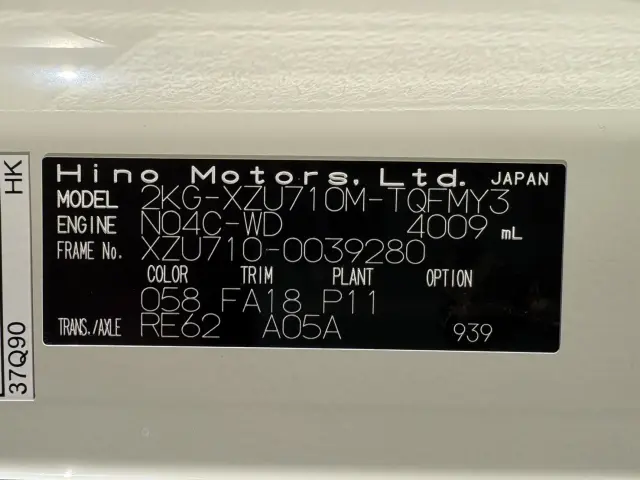 Hino Motors, Ltd. JAPAN
MODEL 2KG-XZU710M-TQFMY3
ENGINE N04C-WD 4009 mL
FRAME No. XZU710-0039280
COLOR TRIM PLANT OPTION
058 FA18 P11
TRANS./AXLE RE62 A05A 939
HK
37Q90